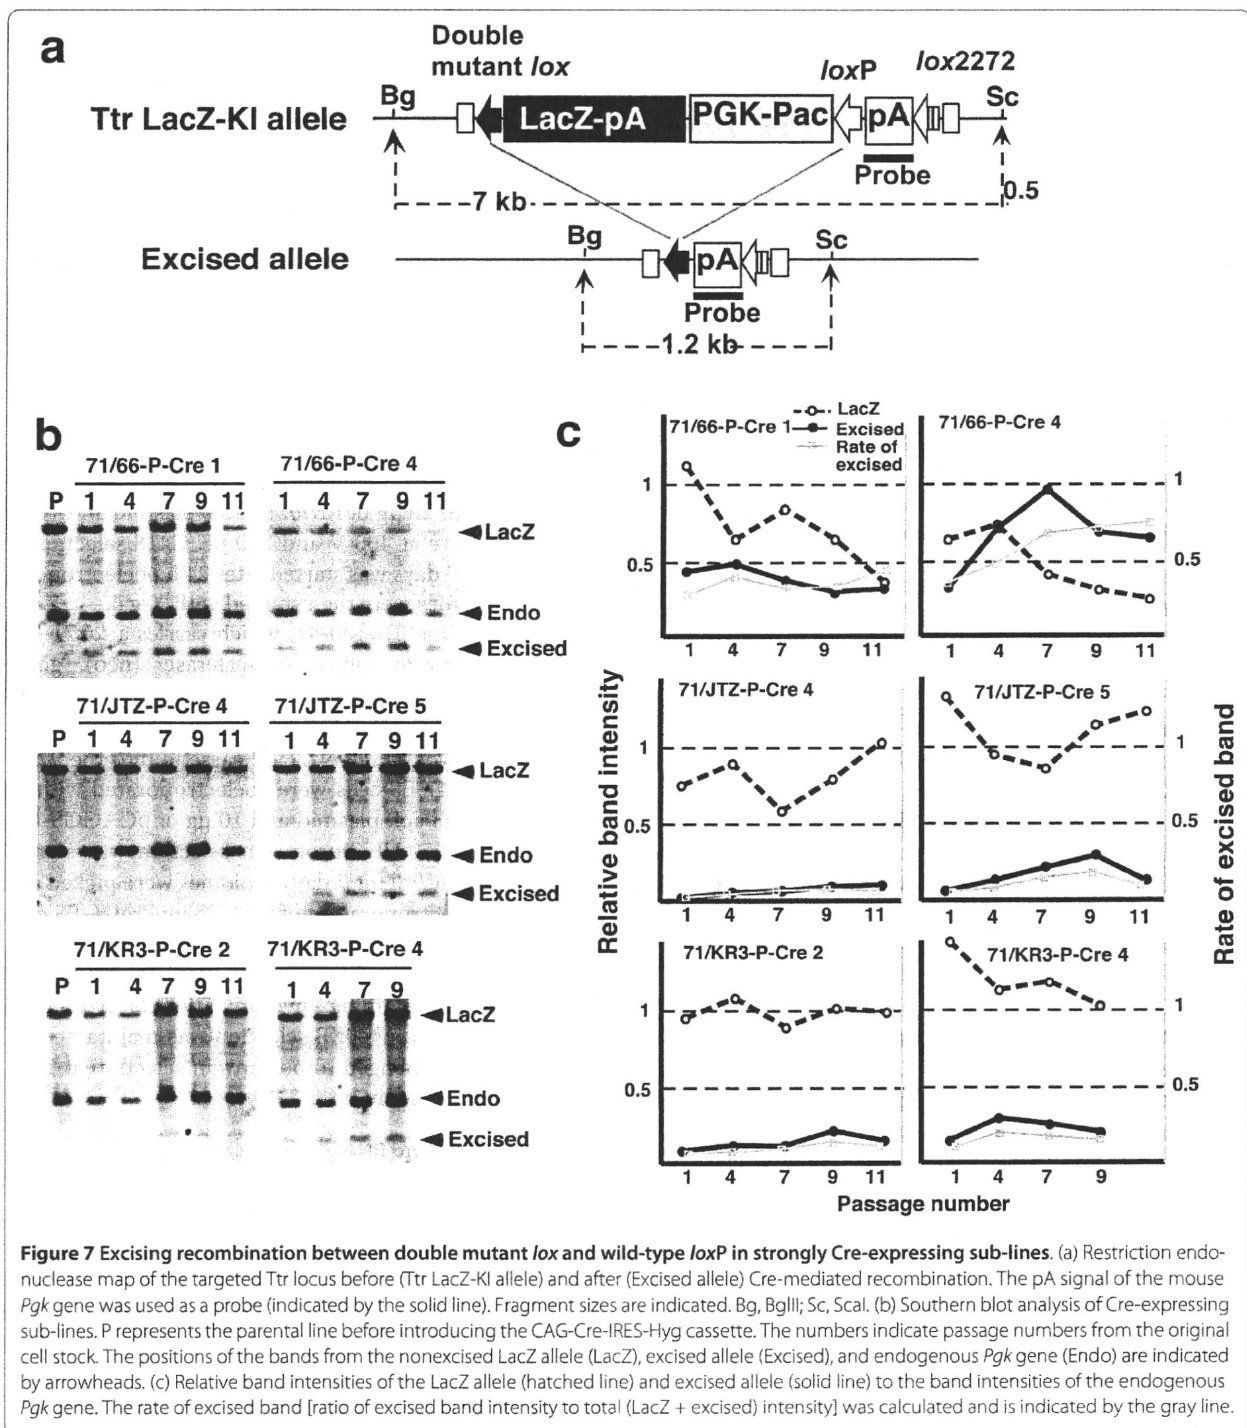 a
Double
mutant lox
loxP
lox2272
Ttr LacZ-KI allele
Bg
LacZ-pA
PGK-Pac
pA
Sc
Probe
7 kb
0.5
Bg
Sc
Excised allele
pA
Probe
1.2 kb
b
71/66-P-Cre 1
71/66-P-Cre 4
P 1 4 7 9 11
1 4 7 9 11
LacZ
Endo
Excised
71/JTZ-P-Cre 4
71/JTZ-P-Cre 5
P 1 4 7 9 11
1 4 7 9 11
LacZ
Endo
Excised
71/KR3-P-Cre 2
71/KR3-P-Cre 4
P 1 4 7 9 11
1 4 7 9
LacZ
Endo
Excised
c
71/66-P-Cre 1
LacZ
Excised
Rate of
excised
71/66-P-Cre 4
1
0.5
1
0.5
1 4 7 9 11
1 4 7 9 11
71/JTZ-P-Cre 4
71/JTZ-P-Cre 5
1
0.5
1
0.5
1 4 7 9 11
1 4 7 9 11
71/KR3-P-Cre 2
71/KR3-P-Cre 4
1
0.5
1
0.5
1 4 7 9 11
1 4 7 9
Relative band intensity
Rate of excised band
Passage number
Figure 7 Excising recombination between double mutant lox and wild-type loxP in strongly Cre-expressing sub-lines. (a) Restriction endo-
nuclease map of the targeted Ttr locus before (Ttr LacZ-KI allele) and after (Excised allele) Cre-mediated recombination. The pA signal of the mouse
Pgk gene was used as a probe (indicated by the solid line). Fragment sizes are indicated. Bg, BglII; Sc, ScaI. (b) Southern blot analysis of Cre-expressing
sub-lines. P represents the parental line before introducing the CAG-Cre-IRES-Hyg cassette. The numbers indicate passage numbers from the original
cell stock. The positions of the bands from the nonexcised LacZ allele (LacZ), excised allele (Excised), and endogenous Pgk gene (Endo) are indicated
by arrowheads. (c) Relative band intensities of the LacZ allele (hatched line) and excised allele (solid line) to the band intensities of the endogenous
Pgk gene. The rate of excised band [ratio of excised band intensity to total (LacZ + excised) intensity] was calculated and is indicated by the gray line.